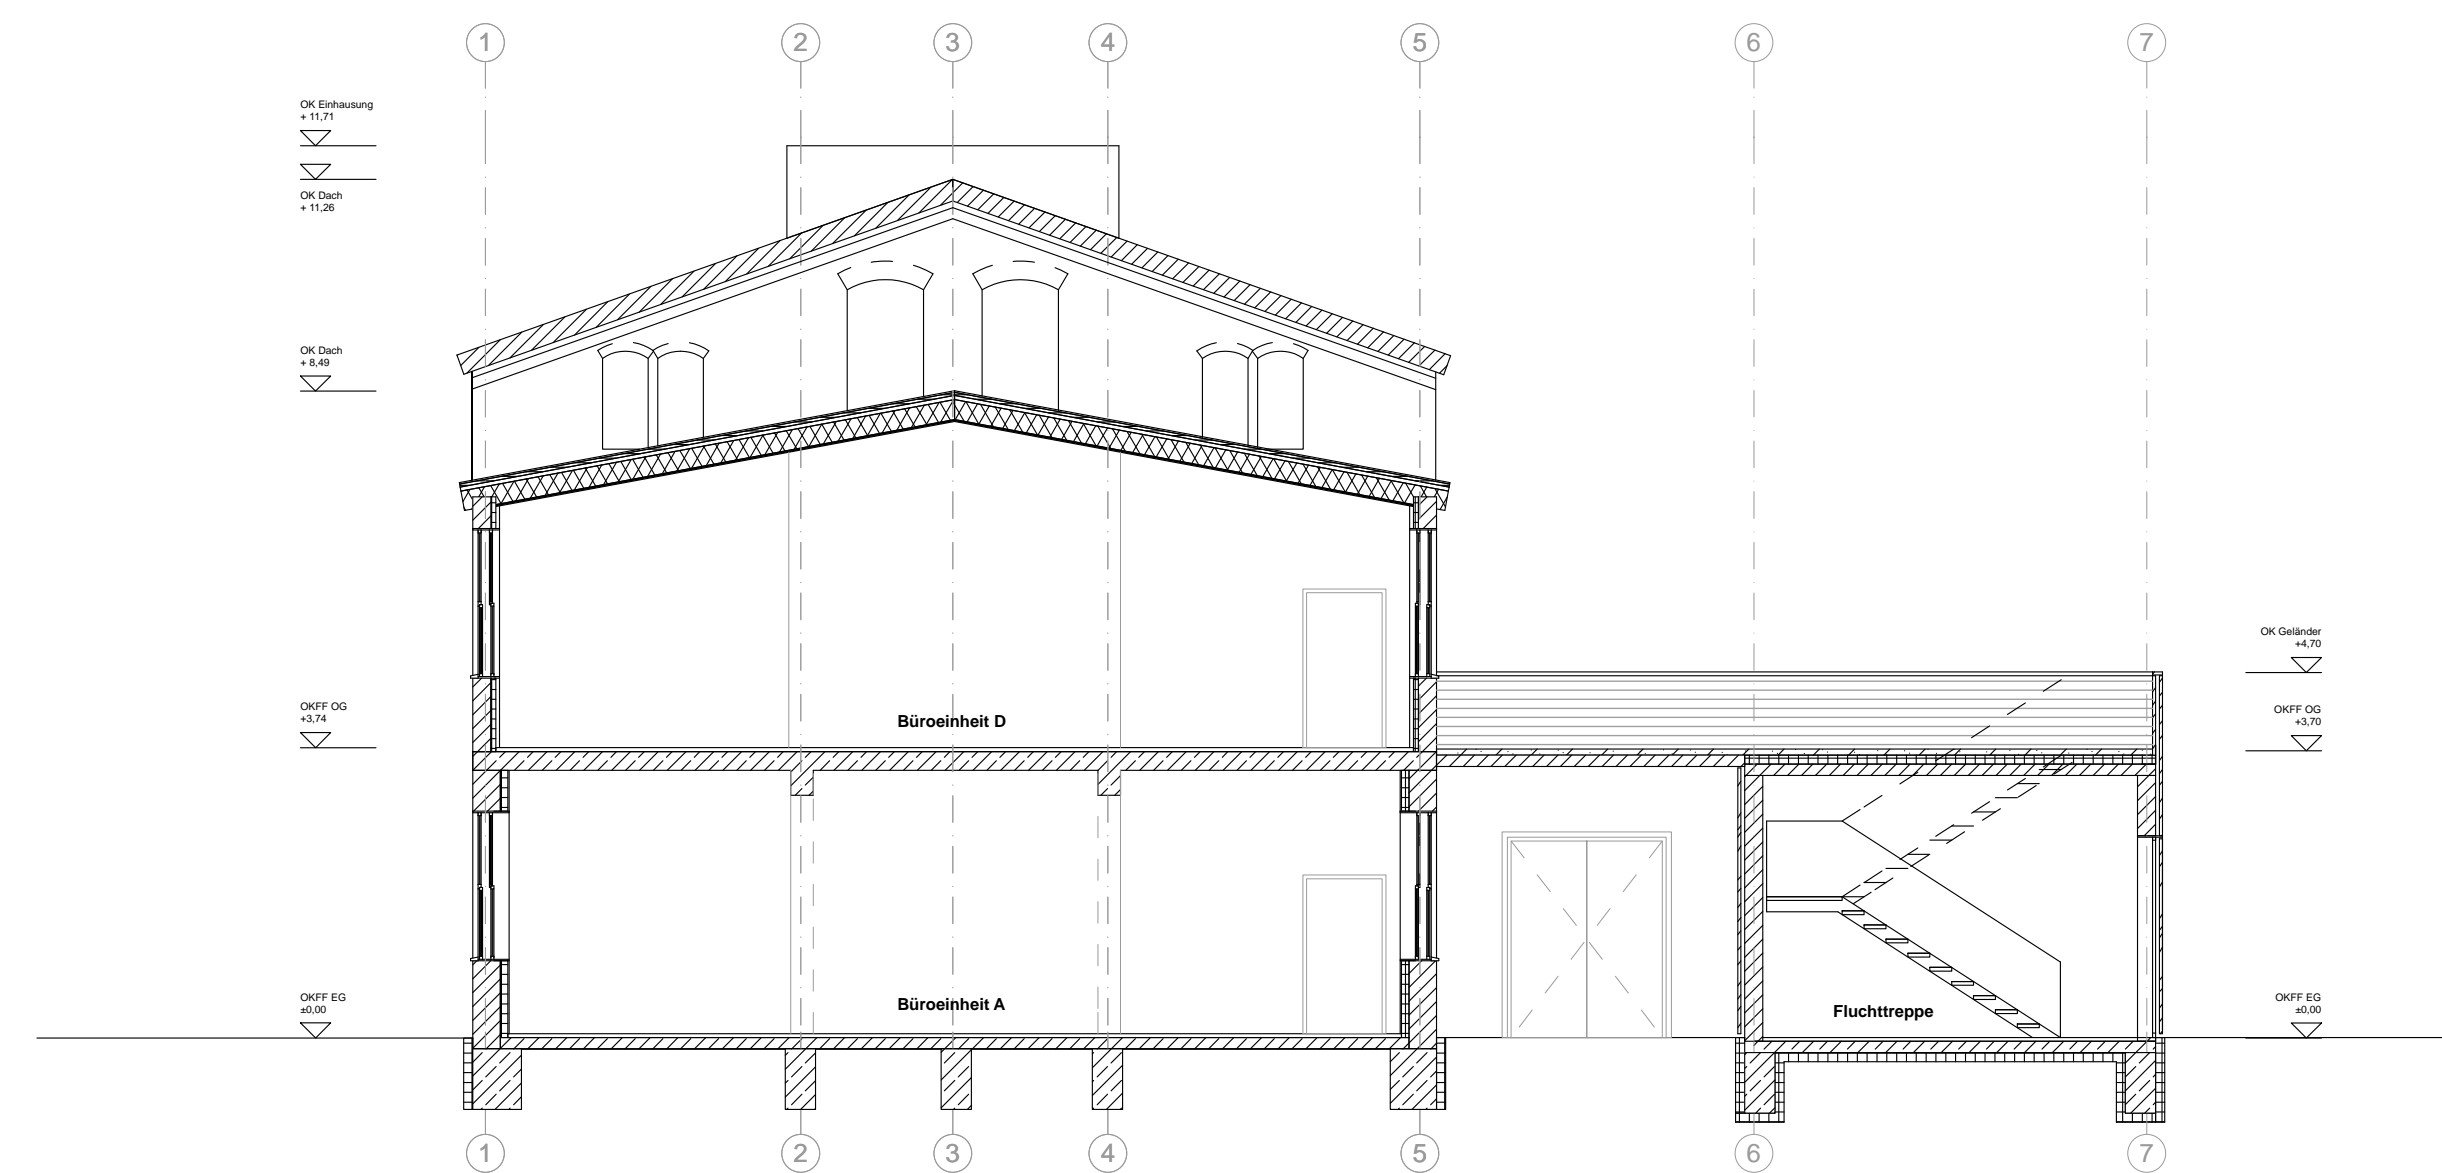 1 2 3 4 5 6 7
OK Einhausung
+ 11,71
OK Dach
+ 11,26
OK Dach
+ 8,49
OK Geländer
+4,70
OKFF OG
+3,74
OKFF OG
+3,70
Büroeinheit D
OKFF EG
±0,00
Büroeinheit A
Fluchttreppe
OKFF EG
±0,00
1 2 3 4 5 6 7